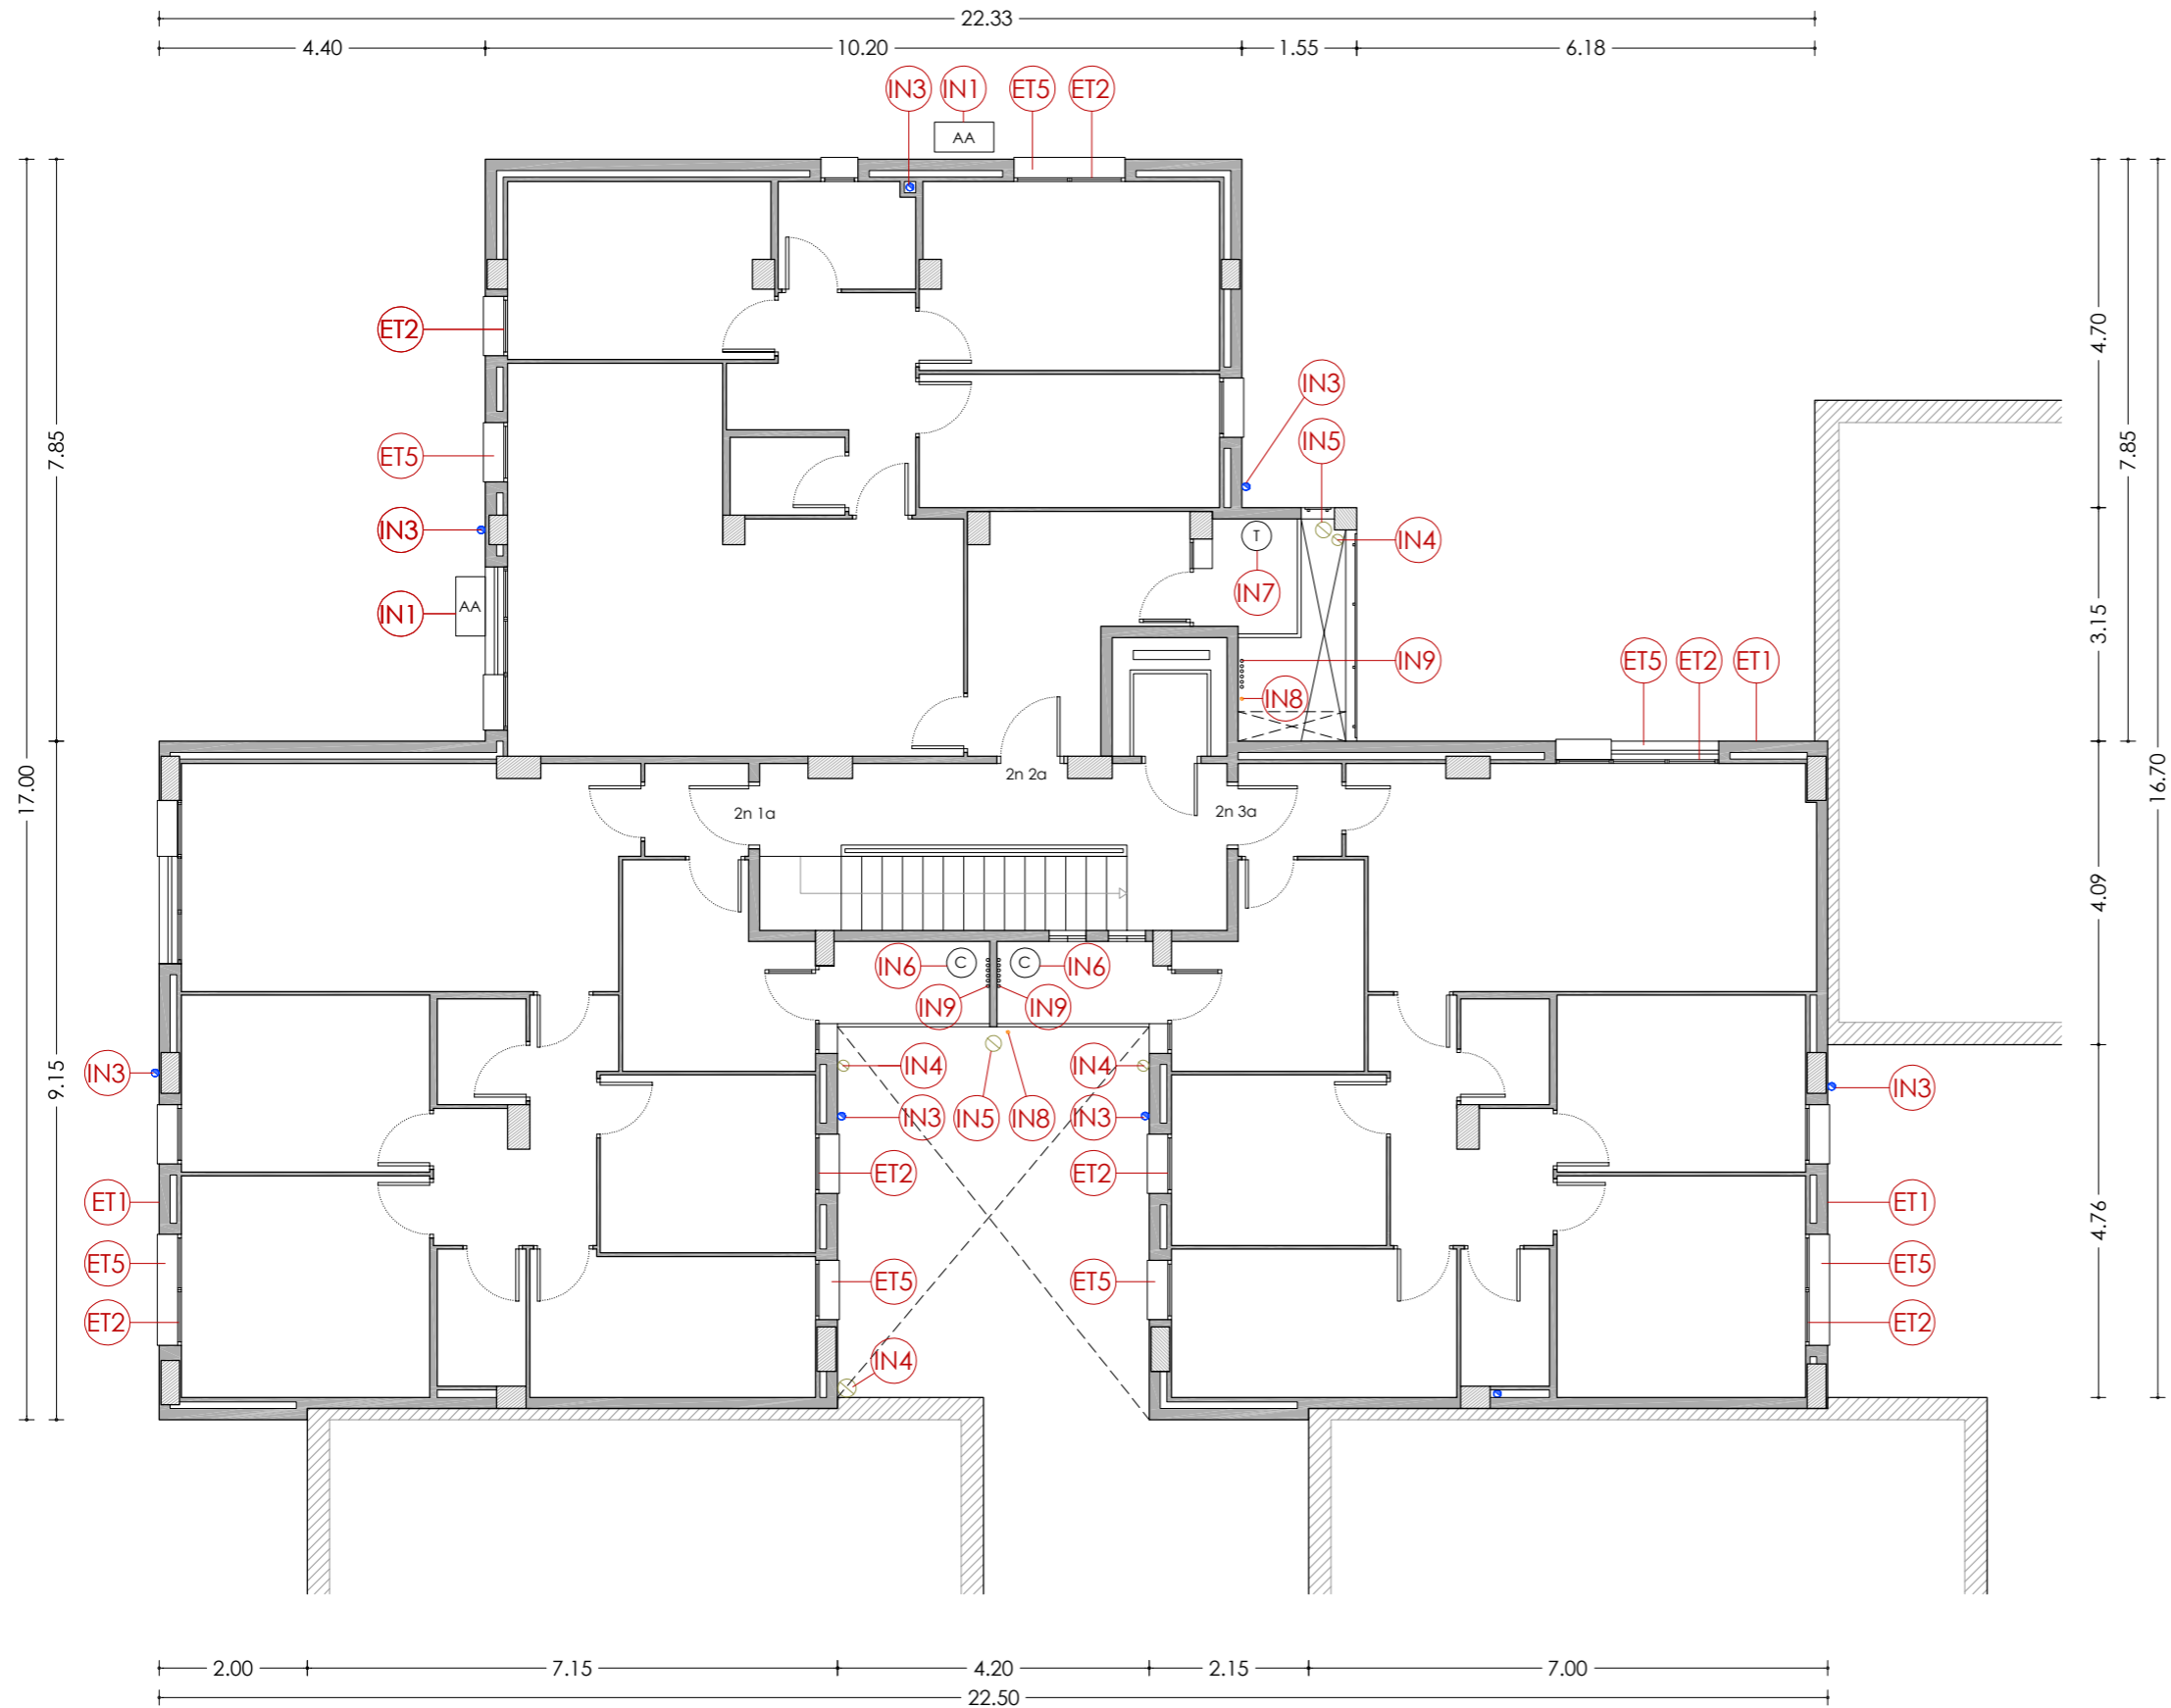 22.33
4.40 10.20 1.55 6.18
IN3 IN1 ET5 ET2
AA
ET2
4.70
IN3
7.85
7.85
IN5
ET5
IN3
IN4
T
IN7
IN1
AA
3.15
IN9
ET5 ET2 ET1
IN8
2n 2a
17.00
16.70
2n 1a
2n 3a
4.09
IN6 C C IN6
IN9 IN9
9.15
IN3
IN4 IN4
IN3
IN3 IN5 IN8 IN3
ET2 ET2
ET1
ET1
4.76
ET5
ET5
ET5 ET5
ET2
ET2
IN4
2.00 7.15 4.20 2.15 7.00
22.50